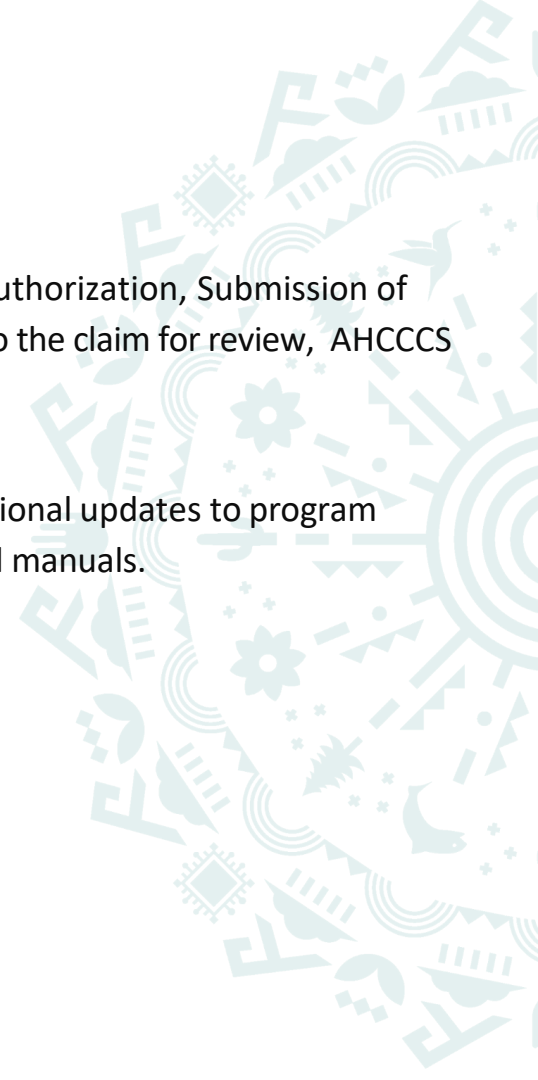 uthorization, Submission of
o the claim for review, AHCCCS
ional updates to program
manuals.